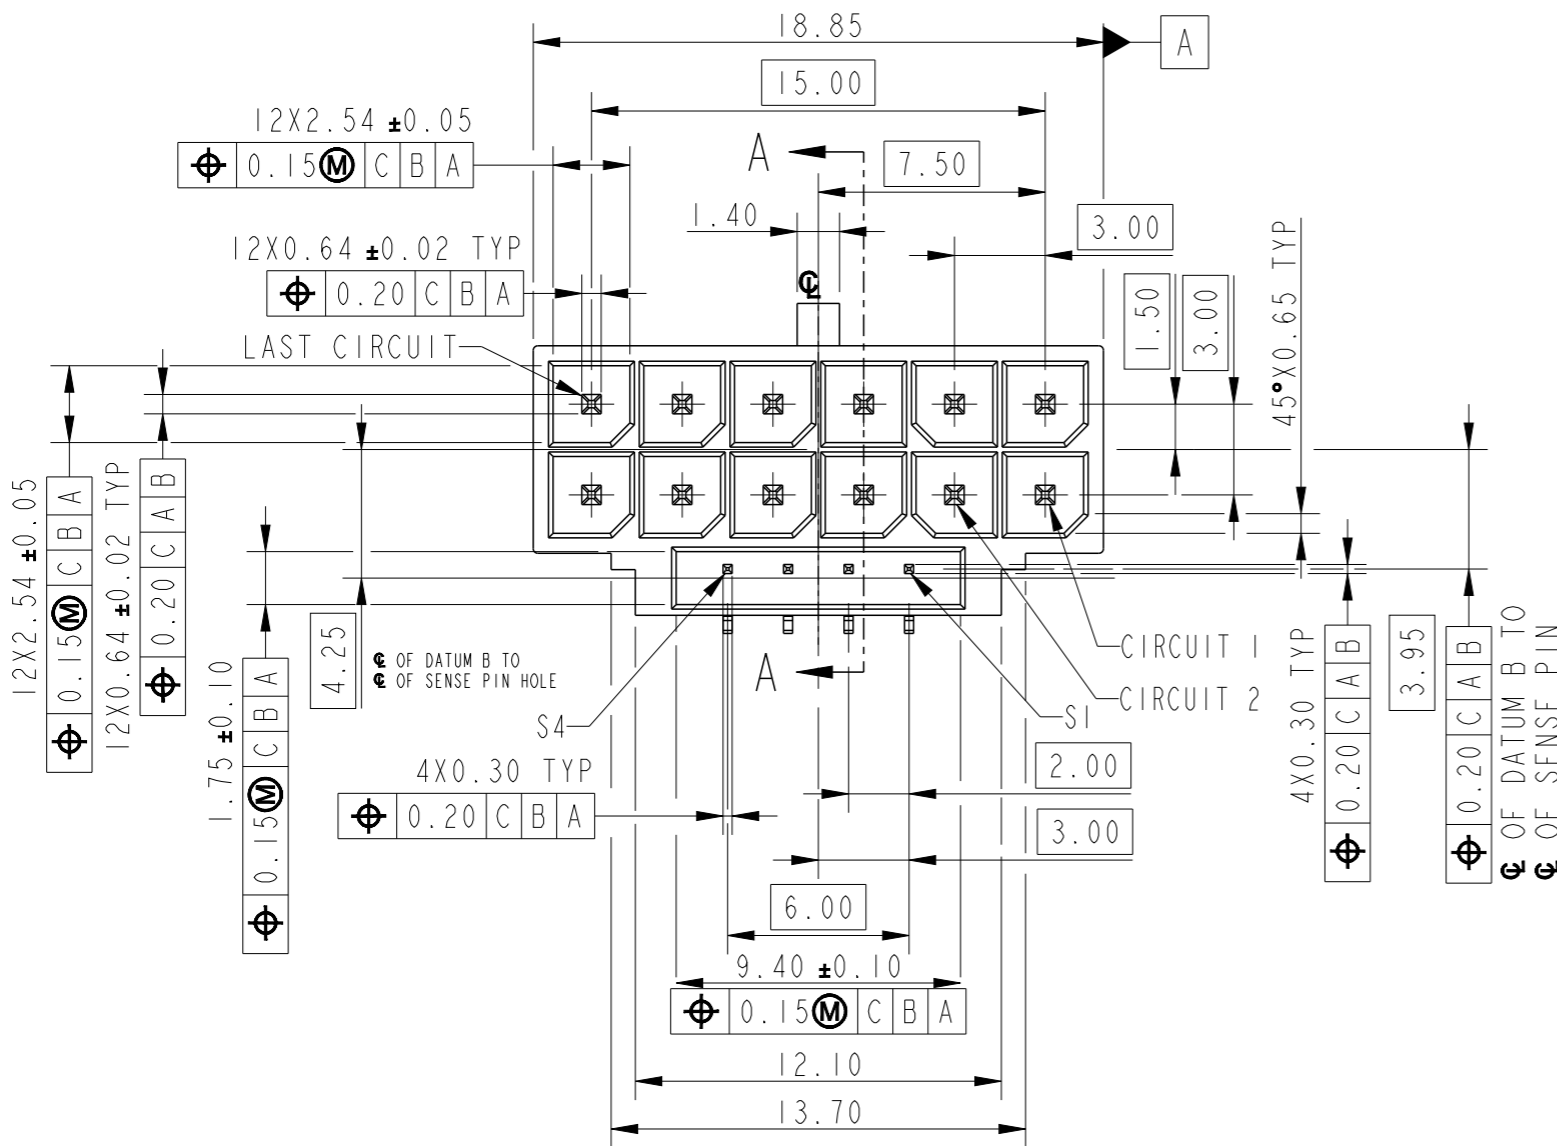 18.85
A
15.00
12X2.54 ±0.05
0.15Ⓜ C B A
A
7.50
1.40
3.00
12X0.64 ±0.02 TYP
0.20 C B A
℄
1.50
3.00
45°X0.65 TYP
LAST CIRCUIT
12X2.54 ±0.05
0.15Ⓜ C B A
12X0.64 ±0.02 TYP
0.20 C A B
1.75 ±0.10
0.15Ⓜ C B A
4.25
℄ OF DATUM B TO
℄ OF SENSE PIN HOLE
A
CIRCUIT 1
CIRCUIT 2
S4
S1
4X0.30 TYP
0.20 C B A
2.00
3.00
4X0.30 TYP
0.20 C A B
3.95
0.20 C A B
℄ OF DATUM B TO
℄ OF SENSE PIN
6.00
9.40 ±0.10
0.15Ⓜ C B A
12.10
13.70